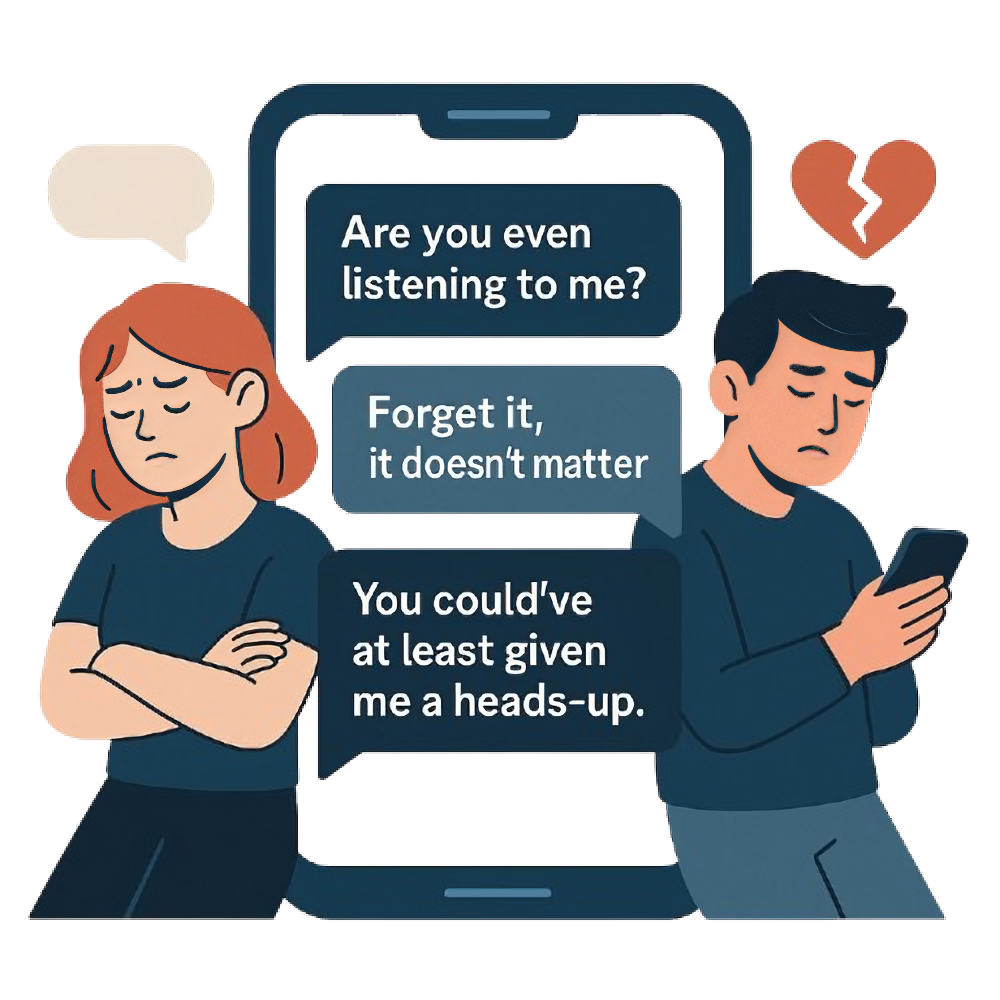 Are you even
listening to me?
Forget it,
it doesn't matter
You could've
at least given
me a heads-up.